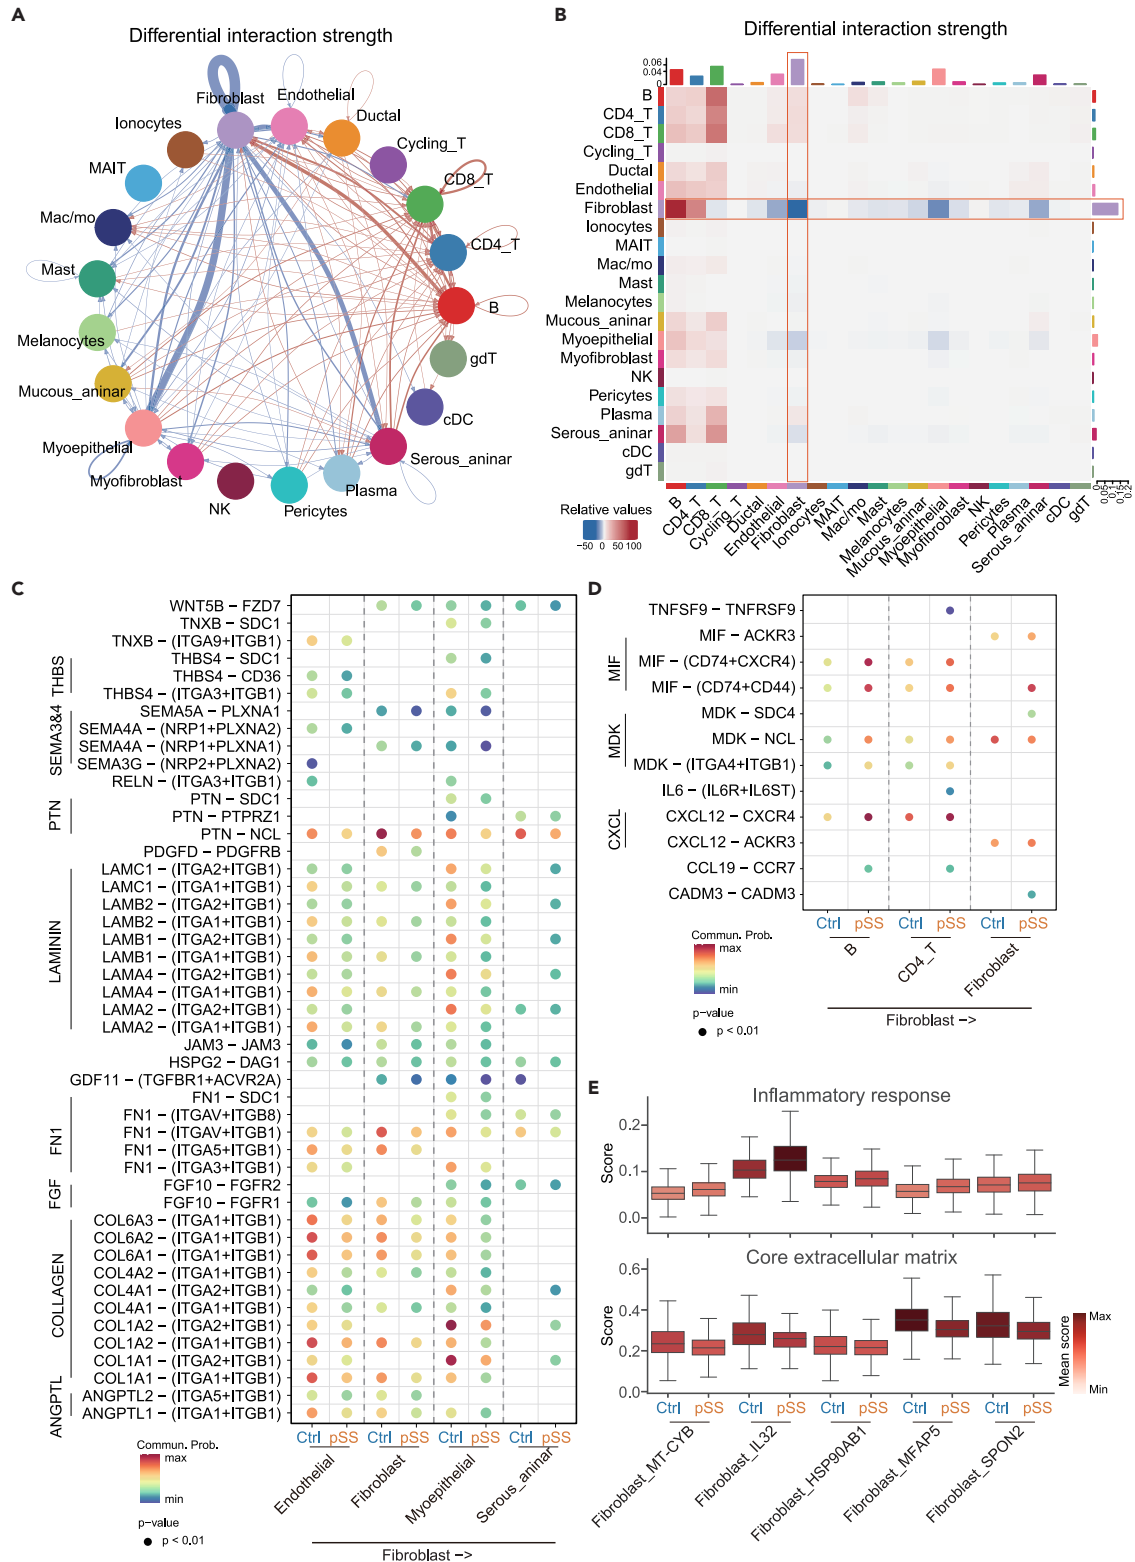 A
Differential interaction strength
Fibroblast
Endothelial
Ductal
Cycling_T
CD8_T
CD4_T
B
gdT
cDC
Serous_aninar
Plasma
Pericytes
NK
Myofibroblast
Myoepithelial
Mucous_aninar
Melanocytes
Mast
Mac/mo
MAIT
Ionocytes
B
Differential interaction strength
0.06
0.04
0
B
CD4_T
CD8_T
Cycling_T
Ductal
Endothelial
Fibroblast
Ionocytes
MAIT
Mac/mo
Mast
Melanocytes
Mucous_aninar
Myoepithelial
Myofibroblast
NK
Pericytes
Plasma
Serous_aninar
cDC
gdT
0
0.05
0.1
0.15
0.2
B
CD4_T
CD8_T
Cycling_T
Ductal
Endothelial
Fibroblast
Ionocytes
MAIT
Mac/mo
Mast
Melanocytes
Mucous_aninar
Myoepithelial
Myofibroblast
NK
Pericytes
Plasma
Serous_aninar
cDC
gdT
Relative values
−50 0 50 100
C
WNT5B − FZD7
TNXB − SDC1
TNXB − (ITGA9+ITGB1)
THBS
THBS4 − SDC1
THBS4 − CD36
THBS4 − (ITGA3+ITGB1)
SEMA3&4
SEMA5A − PLXNA1
SEMA4A − (NRP1+PLXNA2)
SEMA4A − (NRP1+PLXNA1)
SEMA3G − (NRP2+PLXNA2)
RELN − (ITGA3+ITGB1)
PTN
PTN − SDC1
PTN − PTPRZ1
PTN − NCL
PDGFD − PDGFRB
LAMININ
LAMC1 − (ITGA2+ITGB1)
LAMC1 − (ITGA1+ITGB1)
LAMB2 − (ITGA2+ITGB1)
LAMB2 − (ITGA1+ITGB1)
LAMB1 − (ITGA2+ITGB1)
LAMB1 − (ITGA1+ITGB1)
LAMA4 − (ITGA2+ITGB1)
LAMA4 − (ITGA1+ITGB1)
LAMA2 − (ITGA2+ITGB1)
LAMA2 − (ITGA1+ITGB1)
JAM3 − JAM3
HSPG2 − DAG1
GDF11 − (TGFBR1+ACVR2A)
FN1
FN1 − SDC1
FN1 − (ITGAV+ITGB8)
FN1 − (ITGAV+ITGB1)
FN1 − (ITGA5+ITGB1)
FN1 − (ITGA3+ITGB1)
FGF
FGF10 − FGFR2
FGF10 − FGFR1
COLLAGEN
COL6A3 − (ITGA1+ITGB1)
COL6A2 − (ITGA1+ITGB1)
COL6A1 − (ITGA1+ITGB1)
COL4A2 − (ITGA1+ITGB1)
COL4A1 − (ITGA2+ITGB1)
COL4A1 − (ITGA1+ITGB1)
COL1A2 − (ITGA2+ITGB1)
COL1A2 − (ITGA1+ITGB1)
COL1A1 − (ITGA2+ITGB1)
COL1A1 − (ITGA1+ITGB1)
ANGPTL
ANGPTL2 − (ITGA5+ITGB1)
ANGPTL1 − (ITGA1+ITGB1)
Ctrl pSS Ctrl pSS Ctrl pSS Ctrl pSS
Endothelial
Fibroblast
Myoepithelial
Serous_aninar
Fibroblast −>
Commun. Prob.
max
min
p−value
p < 0.01
D
TNFSF9 − TNFRSF9
MIF
MIF − ACKR3
MIF − (CD74+CXCR4)
MIF − (CD74+CD44)
MDK
MDK − SDC4
MDK − NCL
MDK − (ITGA4+ITGB1)
IL6 − (IL6R+IL6ST)
CXCL
CXCL12 − CXCR4
CXCL12 − ACKR3
CCL19 − CCR7
CADM3 − CADM3
Ctrl pSS Ctrl pSS Ctrl pSS
B
CD4_T
Fibroblast
Fibroblast −>
Commun. Prob.
max
min
p−value
p < 0.01
E
Inflammatory response
Score
0.2
0.1
0.0
Core extracellular matrix
Score
0.6
0.4
0.2
0.0
Ctrl pSS Ctrl pSS Ctrl pSS Ctrl pSS Ctrl pSS
Fibroblast_MT-CYB
Fibroblast_IL32
Fibroblast_HSP90AB1
Fibroblast_MFAP5
Fibroblast_SPON2
Mean score
Max
Min